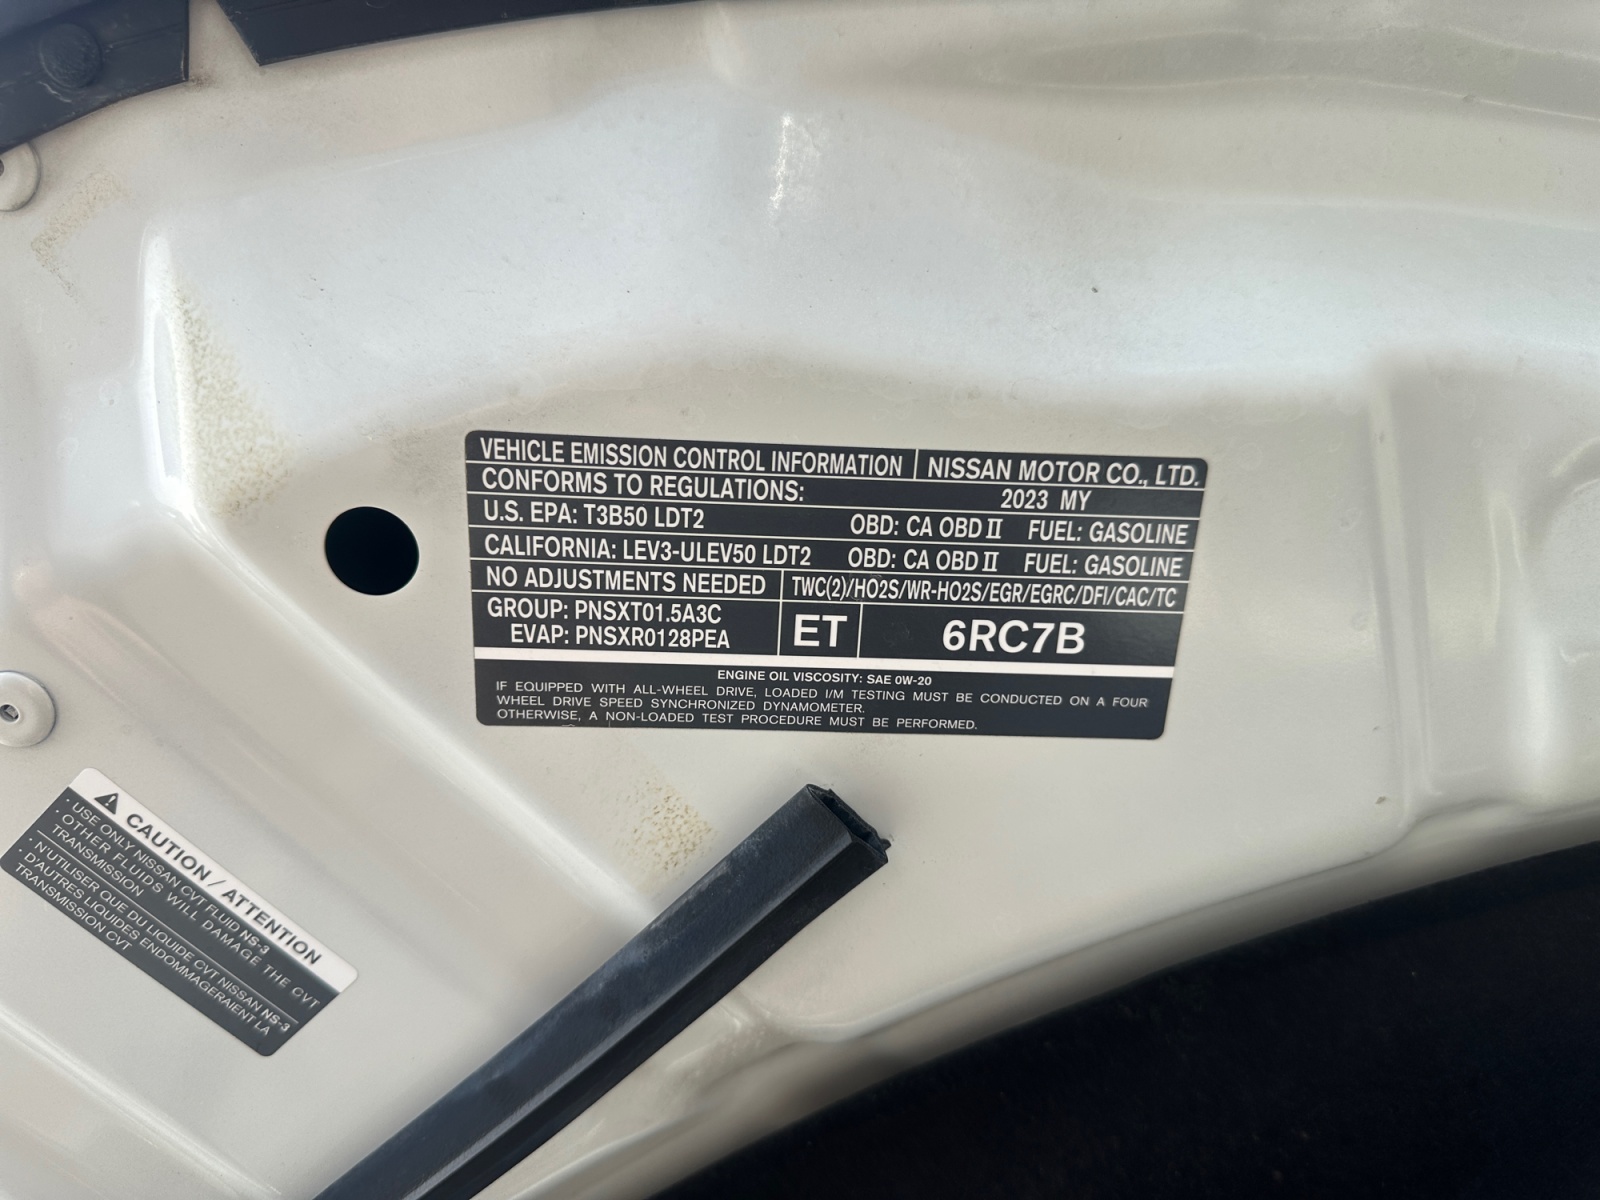 VEHICLE EMISSION CONTROL INFORMATION NISSAN MOTOR CO., LTD.
CONFORMS TO REGULATIONS: 2023 MY
U.S. EPA: T3B50 LDT2 OBD: CA OBD II FUEL: GASOLINE
CALIFORNIA: LEV3-ULEV50 LDT2 OBD: CA OBD II FUEL: GASOLINE
NO ADJUSTMENTS NEEDED TWC(2)/HO2S/WR-HO2S/EGR/EGRC/DFI/CAC/TC
GROUP: PNSXT01.5A3C
EVAP: PNSXR0128PEA
ET 6RC7B
ENGINE OIL VISCOSITY: SAE 0W-20
IF EQUIPPED WITH ALL-WHEEL DRIVE, LOADED I/M TESTING MUST BE CONDUCTED ON A FOUR
WHEEL DRIVE SPEED SYNCHRONIZED DYNAMOMETER.
OTHERWISE, A NON-LOADED TEST PROCEDURE MUST BE PERFORMED.
CAUTION / ATTENTION
· USE ONLY NISSAN CVT FLUID NS-3
· OTHER FLUIDS WILL DAMAGE THE CVT
TRANSMISSION
· N'UTILISER QUE DU LIQUIDE CVT NISSAN NS-3
· D'AUTRES LIQUIDES ENDOMMAGERAIENT LA
TRANSMISSION CVT